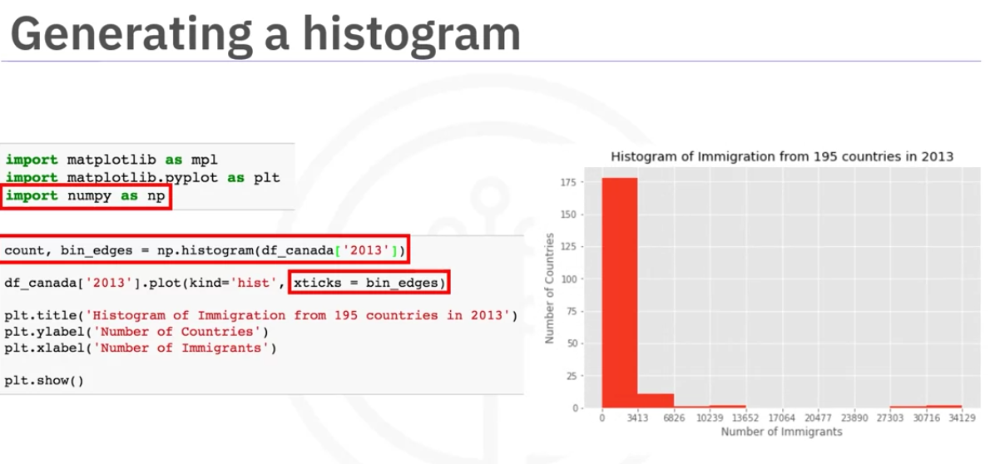 Generating a histogram
import matplotlib as mpl
import matplotlib.pyplot as plt
import numpy as np
count, bin_edges = np.histogram(df_canada['2013'])
df_canada['2013'].plot(kind='hist', xticks = bin_edges)
plt.title('Histogram of Immigration from 195 countries in 2013')
plt.ylabel('Number of Countries')
plt.xlabel('Number of Immigrants')
plt.show()
Histogram of Immigration from 195 countries in 2013
Number of Countries
175
150
125
100
75
50
25
0
0 3413 6826 10239 13652 17064 20477 23890 27303 30716 34129
Number of Immigrants